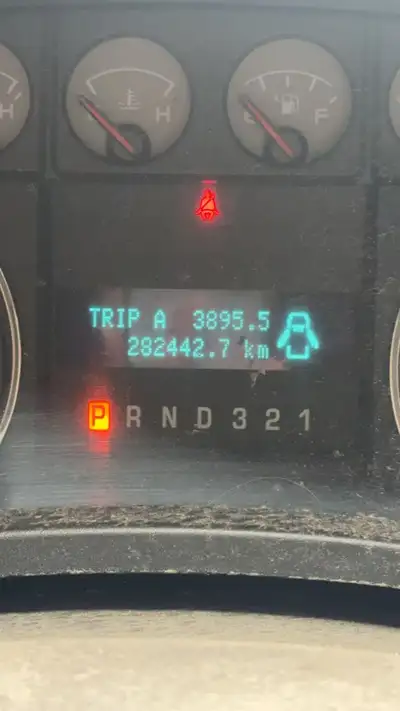 H
H
E F
TRIP A 3895.5
282442.7 km
P R N D 3 2 1